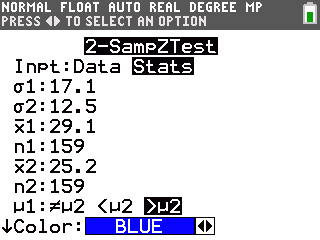 NORMAL FLOAT AUTO REAL DEGREE MP
PRESS ◄► TO SELECT AN OPTION
2-SampZTest
Inpt:Data Stats
σ1:17.1
σ2:12.5
x̄1:29.1
n1:159
x̄2:25.2
n2:159
μ1:≠μ2 <μ2 >μ2
↓Color: BLUE ◄►